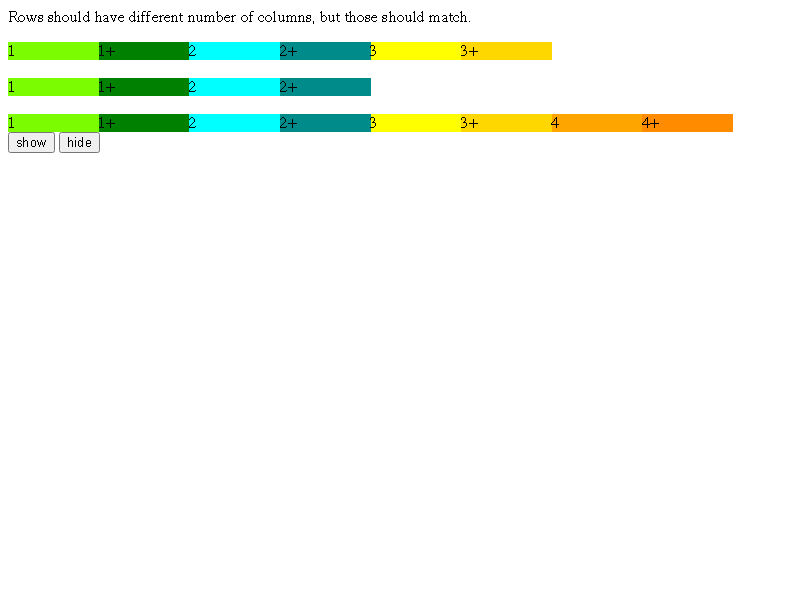 Rows should have different number of columns, but those should match.
1 1+ 2 2+ 3 3+
1 1+ 2 2+
1 1+ 2 2+ 3 3+ 4 4+
show hide